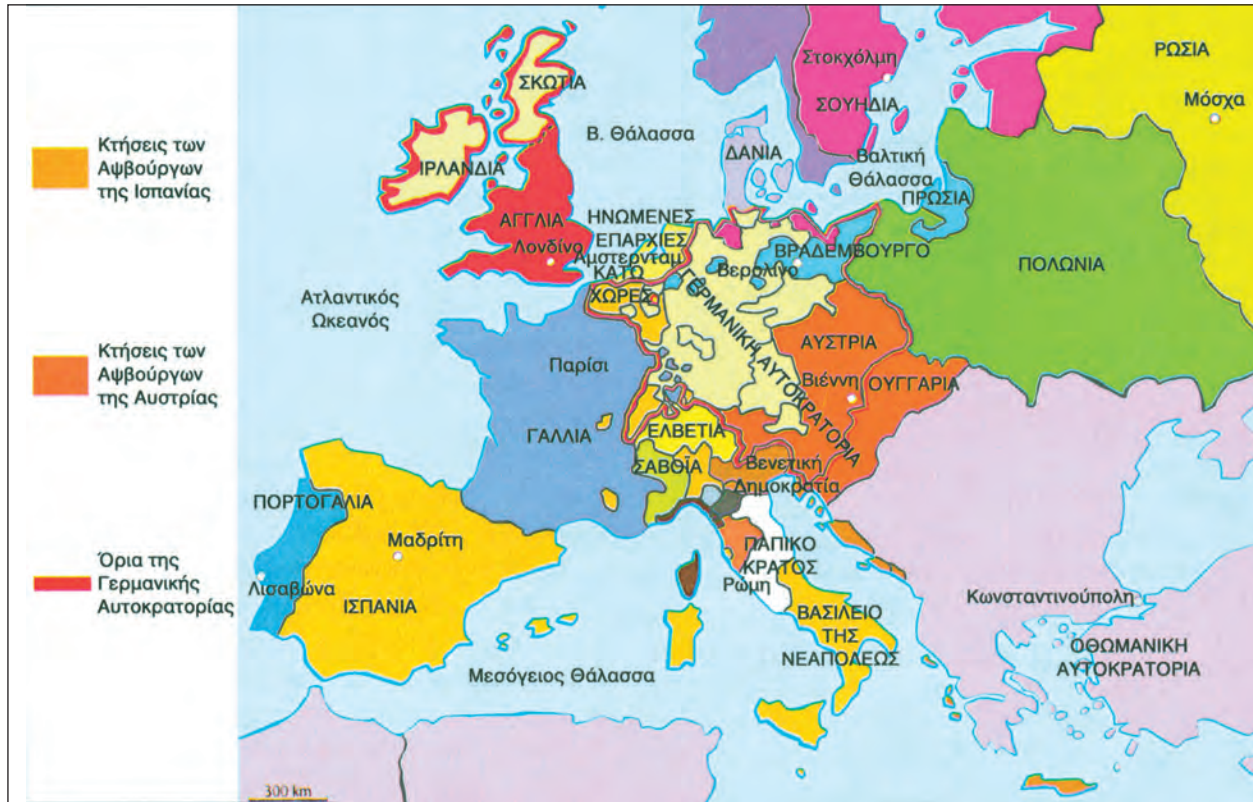 Κτήσεις των
Αψβούργων
της Ισπανίας
Κτήσεις των
Αψβούργων
της Αυστρίας
Όρια της
Γερμανικής
Αυτοκρατορίας
ΣΚΩΤΙΑ
ΙΡΛΑΝΔΙΑ
ΑΓΓΛΙΑ
Λονδίνο
Β. Θάλασσα
Ατλαντικός
Ωκεανός
Στοκχόλμη
ΣΟΥΗΔΙΑ
ΔΑΝΙΑ
Βαλτική
Θάλασσα
ΡΩΣΙΑ
Μόσχα
ΠΡΩΣΙΑ
ΗΝΩΜΕΝΕΣ
ΕΠΑΡΧΙΕΣ
Άμστερνταμ
ΚΑΤΩ
ΧΩΡΕΣ
ΒΡΑΔΕΜΒΟΥΡΓΟ
Βερολίνο
ΠΟΛΩΝΙΑ
ΓΕΡΜΑΝΙΚΗ ΑΥΤΟΚΡΑΤΟΡΙΑ
ΑΥΣΤΡΙΑ
Βιέννη
ΟΥΓΓΑΡΙΑ
Παρίσι
ΓΑΛΛΙΑ
ΕΛΒΕΤΙΑ
ΣΑΒΟΪΑ
Βενετική
Δημοκρατία
ΠΟΡΤΟΓΑΛΙΑ
Λισαβώνα
Μαδρίτη
ΙΣΠΑΝΙΑ
ΠΑΠΙΚΟ
ΚΡΑΤΟΣ
Ρώμη
ΒΑΣΙΛΕΙΟ
ΤΗΣ
ΝΕΑΠΟΛΕΩΣ
Μεσόγειος Θάλασσα
Κωνσταντινούπολη
ΟΘΩΜΑΝΙΚΗ
ΑΥΤΟΚΡΑΤΟΡΙΑ
300 km